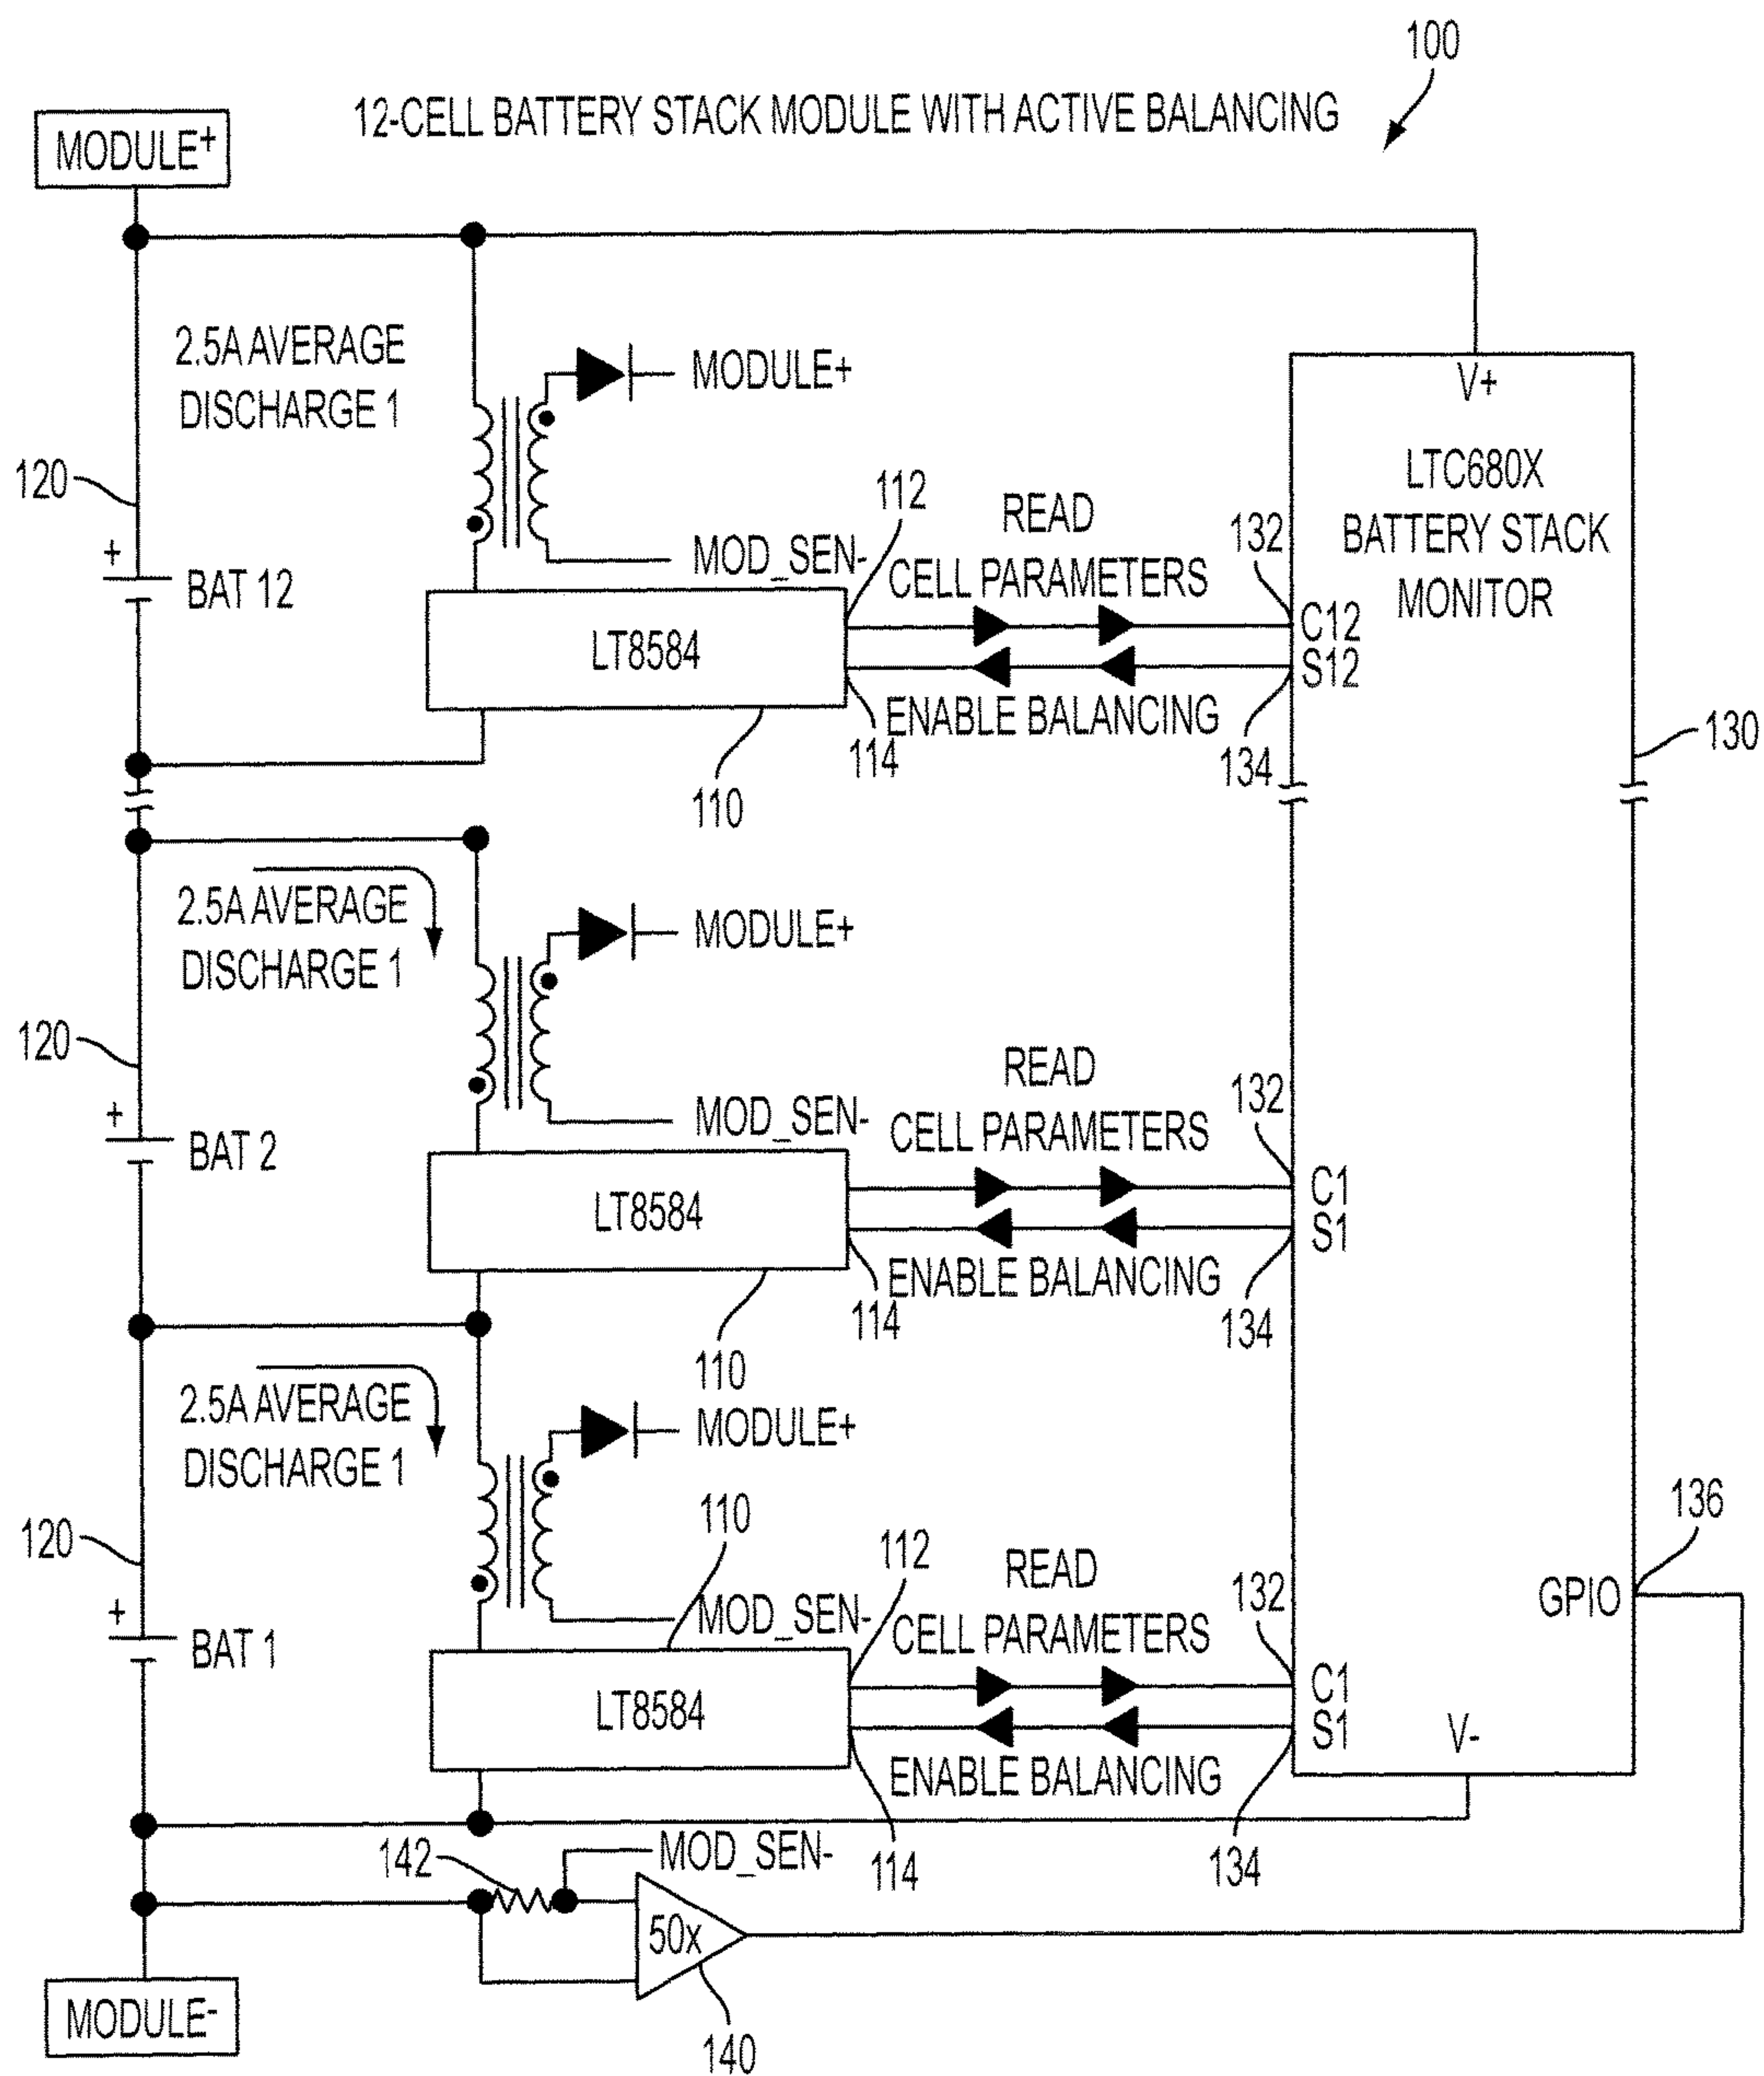 100
12-CELL BATTERY STACK MODULE WITH ACTIVE BALANCING
MODULE+
2.5A AVERAGE
DISCHARGE 1
MODULE+
V+
LTC680X
BATTERY STACK
MONITOR
120
+
BAT 12
MOD_SEN-
112
READ
CELL PARAMETERS
132
C12
S12
LT8584
ENABLE BALANCING
114
134
110
130
2.5A AVERAGE
DISCHARGE 1
MODULE+
120
+
BAT 2
MOD_SEN-
READ
CELL PARAMETERS
132
C1
S1
LT8584
ENABLE BALANCING
114
134
110
2.5A AVERAGE
DISCHARGE 1
MODULE+
110
112
120
+
BAT 1
MOD_SEN-
READ
CELL PARAMETERS
132
136
GPIO
C1
S1
LT8584
V-
ENABLE BALANCING
114
134
142
MOD_SEN-
50x
140
MODULE-